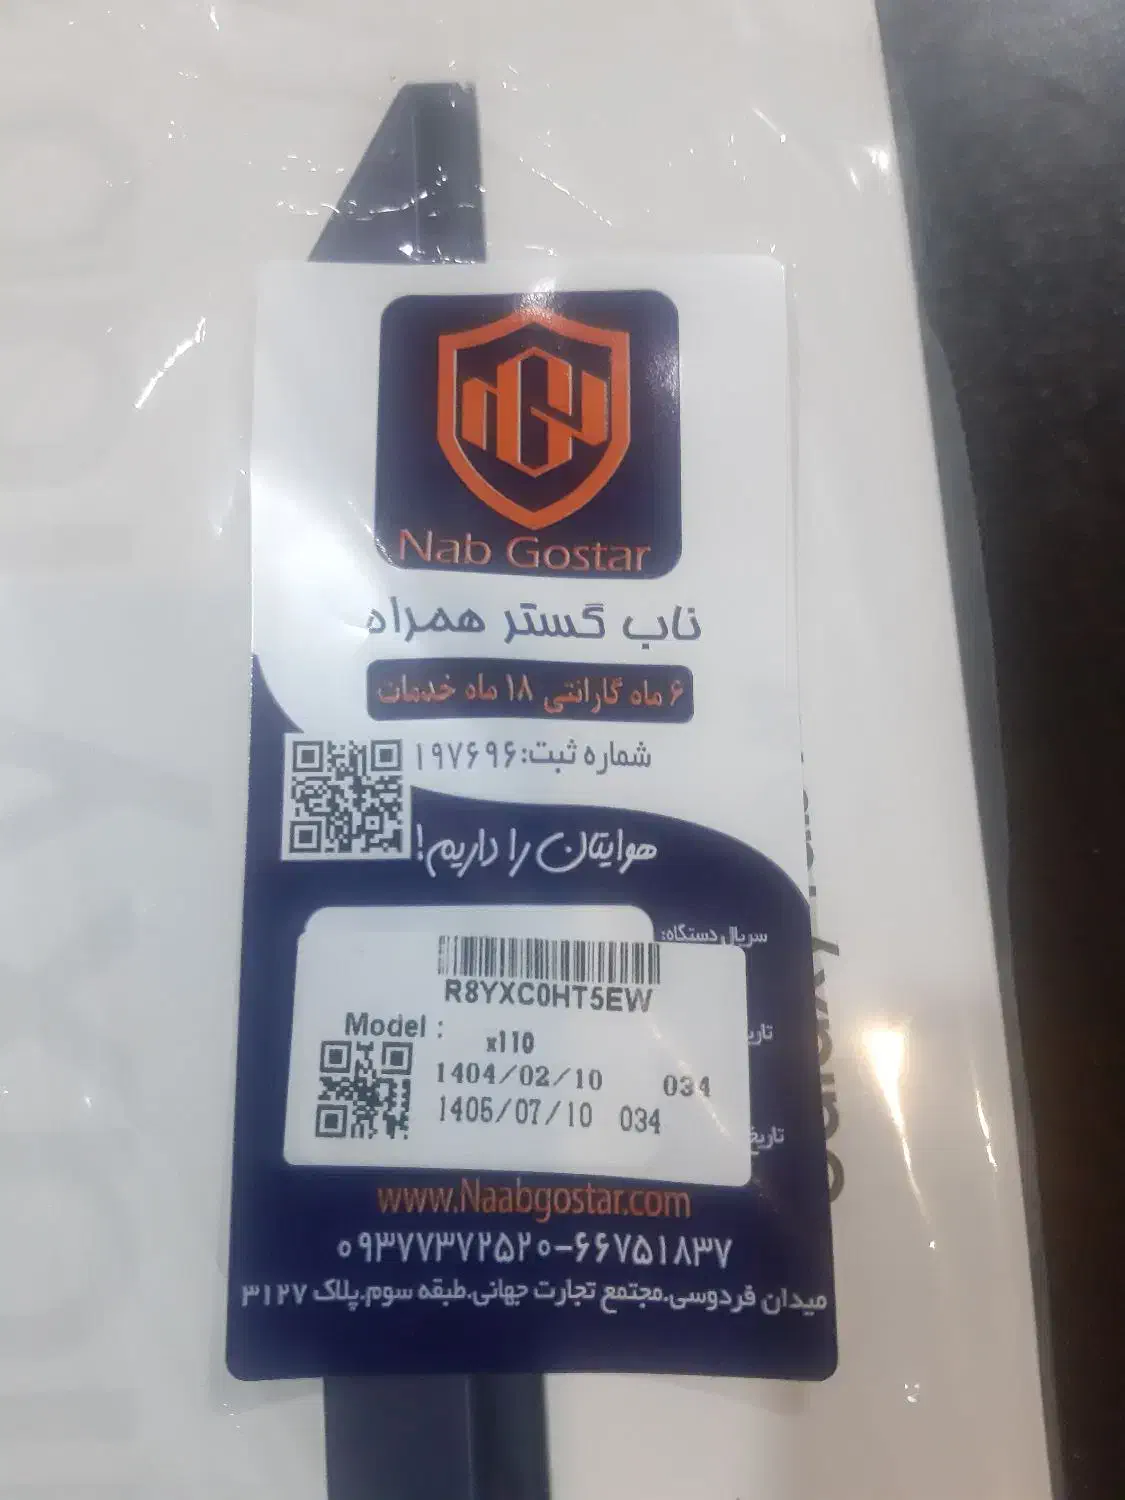 Nab Gostar
ناب گستر همراه
۶ ماه گارانتی ۱۸ ماه خدمات
شماره ثبت:۱۹۷۶۹۶
هوایتان را داریم!
سریال دستگاه:
R8YXC0HT5EW
Model :
x110
1404/02/10 034
1406/07/10 034
www.Naabgostar.com
۰۹۳۷۷۳۷۲۵۲۰-۶۶۷۵۱۸۳۷
میدان فردوسی.مجتمع تجارت جهانی.طبقه سوم.پلاک ۳۱۲۷